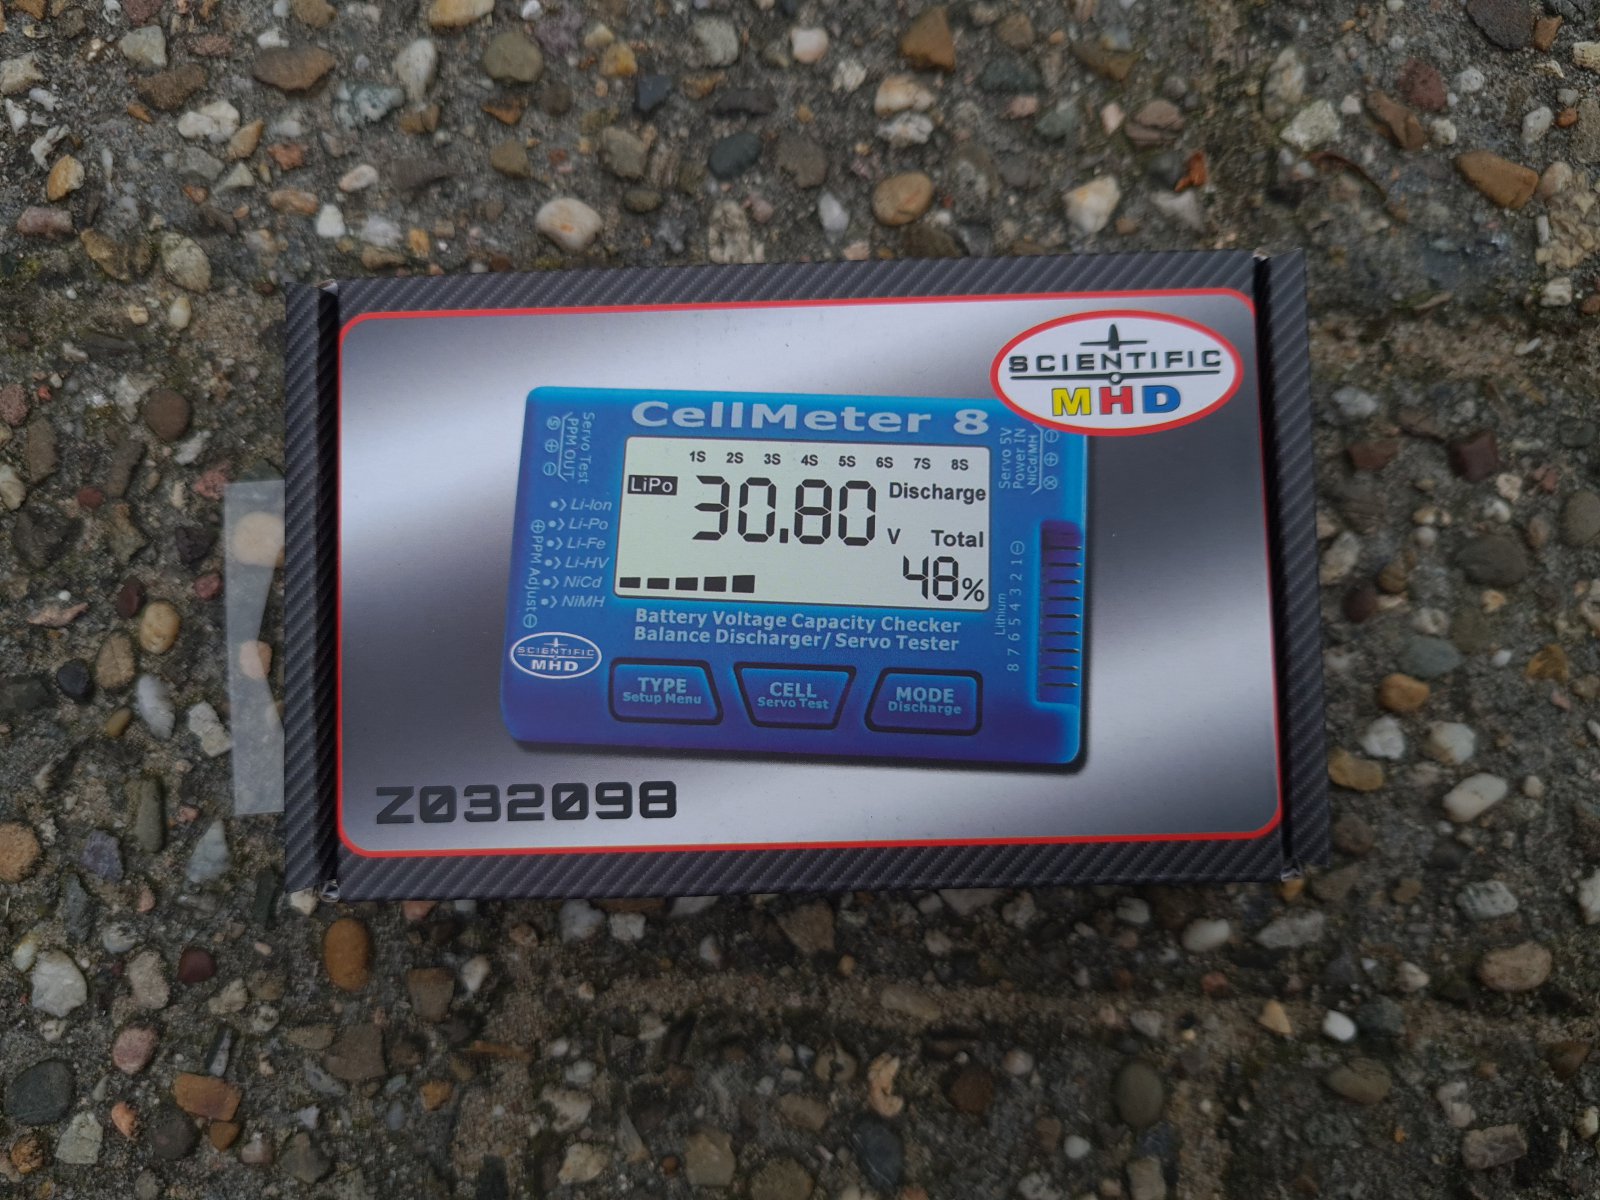 SCIENTIFIC
MHD
CellMeter 8
Servo Test
PPM OUT
Servo 5V
Power IN
NiCd/MH
1S 2S 3S 4S 5S 6S 7S 8S
LiPo
30.80 V
Discharge
Total
48%
Li-Ion
Li-Po
Li-Fe
Li-HV
NiCd
NiMH
PPM Adjust
Lithium
8 7 6 5 4 3 2 1
Battery Voltage Capacity Checker
Balance Discharger/ Servo Tester
SCIENTIFIC
MHD
TYPE
Setup Menu
CELL
Servo Test
MODE
Discharge
Z032098